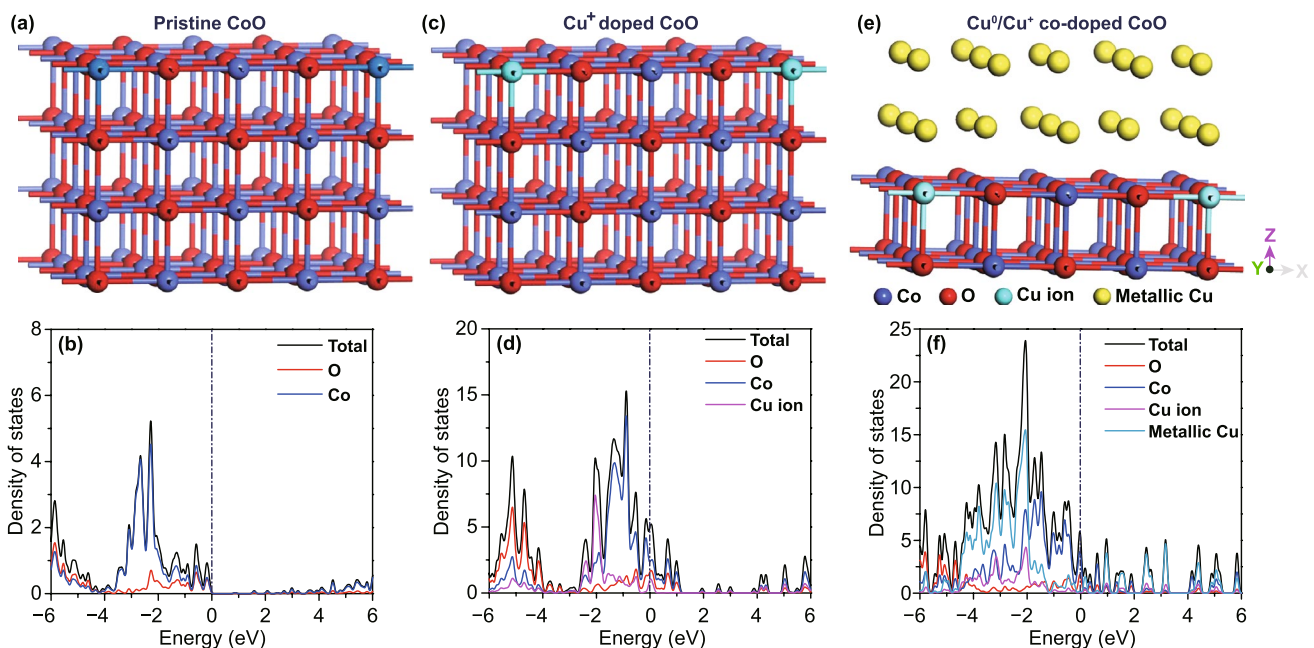 (a) Pristine CoO
(c) Cu⁺ doped CoO
(e) Cu⁰/Cu⁺ co-doped CoO
Z
Y
X
Co O Cu ion Metallic Cu
(b)
Total
O
Co
8
6
4
2
0
Density of states
−6 −4 −2 0 2 4 6
Energy (eV)
(d)
Total
O
Co
Cu ion
20
15
10
5
0
Density of states
−6 −4 −2 0 2 4 6
Energy (eV)
(f)
Total
O
Co
Cu ion
Metallic Cu
25
20
15
10
5
0
Density of states
−6 −4 −2 0 2 4 6
Energy (eV)